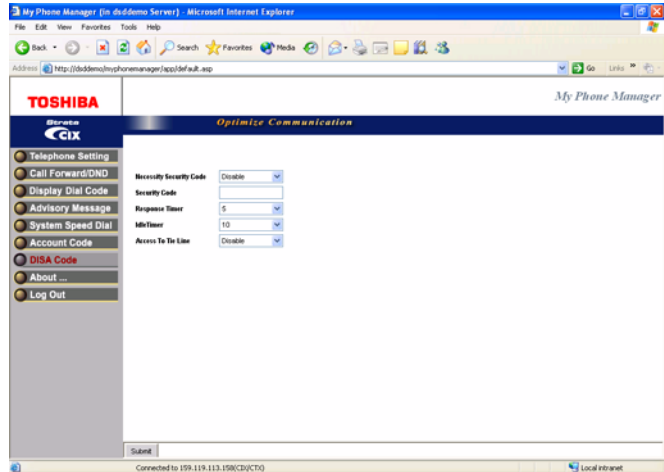 My Phone Manager (in dsddemo Server) - Microsoft Internet Explorer
File Edit View Favorites Tools Help
Back Search Favorites Media
Address http://dsddemo/myphonemanager/app/default.asp Go Links »
TOSHIBA
My Phone Manager
Strata
CIX
Optimize Communication
Telephone Setting
Call Forward/DND
Display Dial Code
Advisory Message
System Speed Dial
Account Code
DISA Code
About ...
Log Out
Necessity Security Code Disable
Security Code
Response Timer 5
IdleTimer 10
Access To Tie Line Disable
Submit
Connected to 159.119.113.158(CIX/CTX) Local intranet